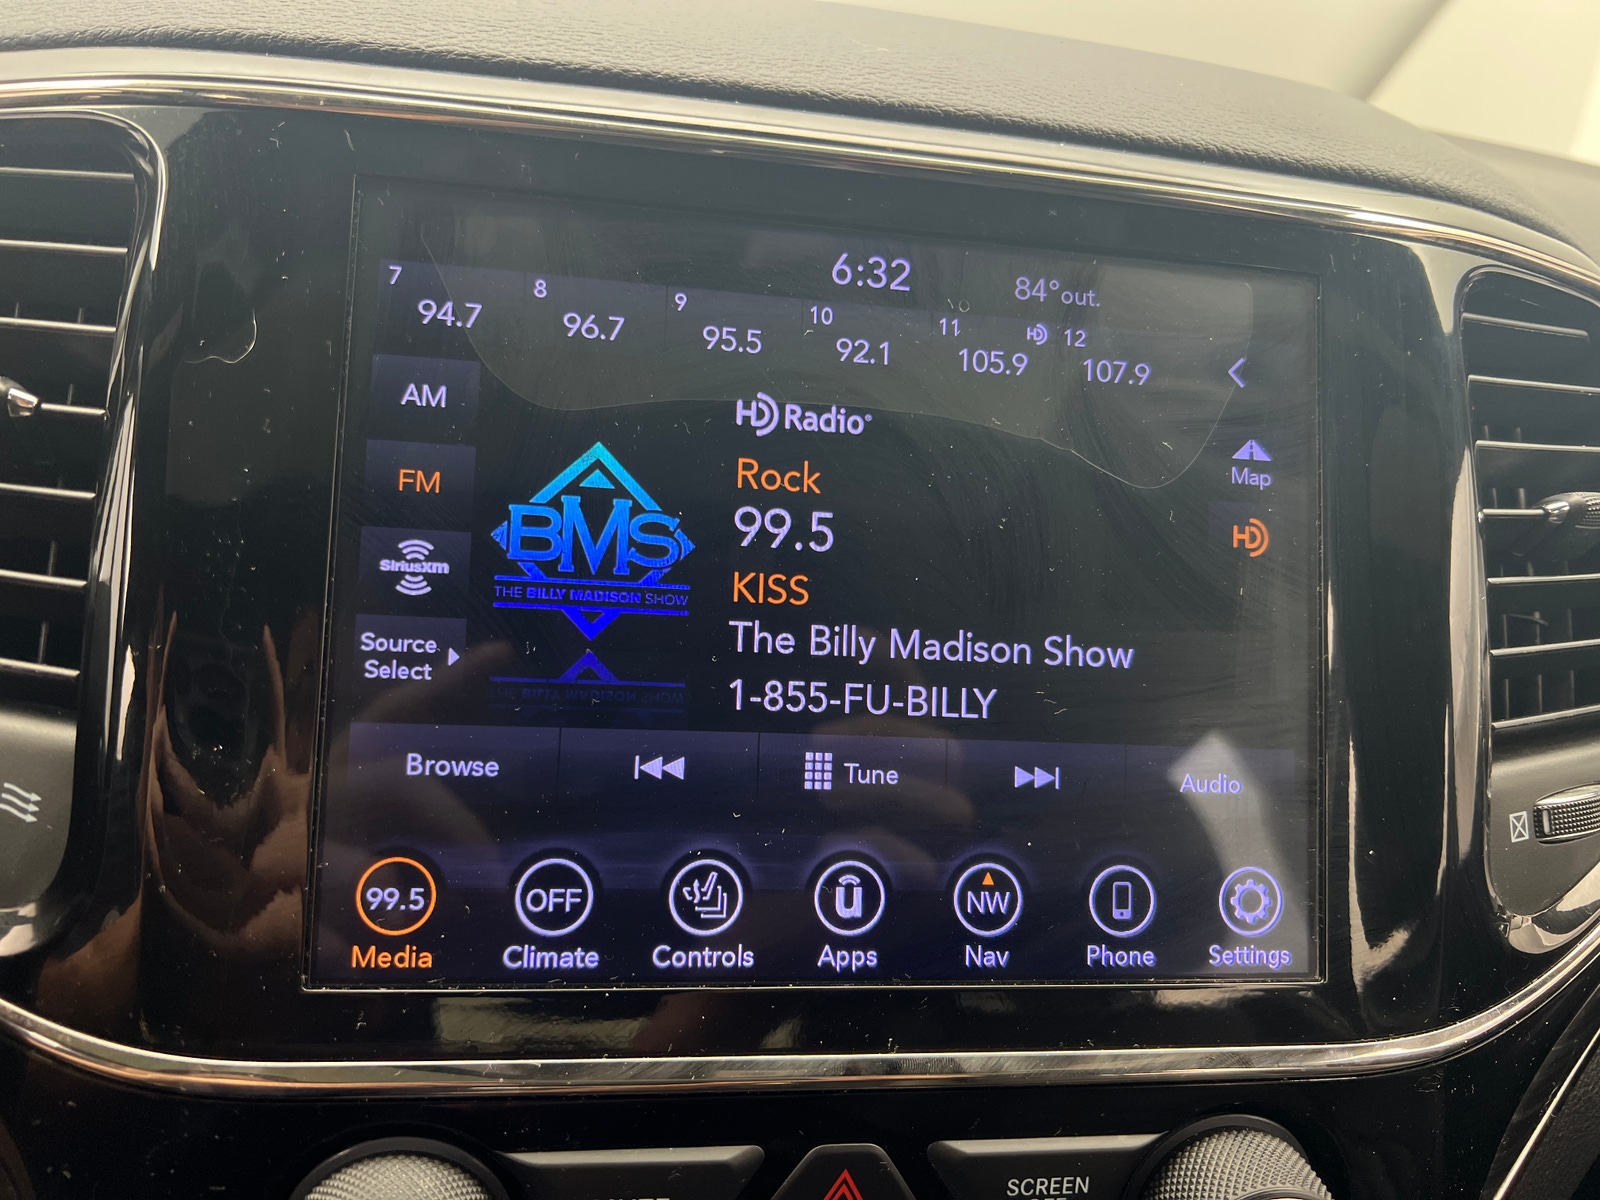 6:32
84°out.
7 94.7
8 96.7
9 95.5
10 92.1
11 105.9 HD
12 107.9
AM
FM
SiriusXM
Source
Select
BMS
THE BILLY MADISON SHOW
HD Radio®
Rock
99.5
KISS
The Billy Madison Show
1-855-FU-BILLY
Map
HD
Browse
Tune
Audio
99.5
OFF
u
NW
Media
Climate
Controls
Apps
Nav
Phone
Settings
SCREEN